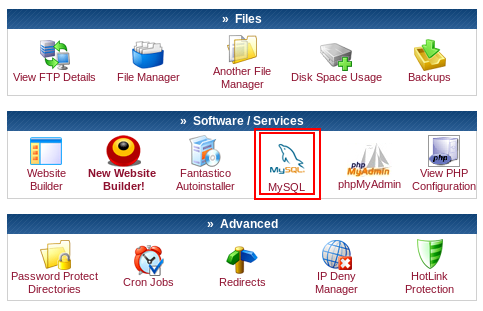 » Files
View FTP Details
File Manager
Another File
Manager
Disk Space Usage
Backups
» Software / Services
Website
Builder
New Website
Builder!
Fantastico
Autoinstaller
MySQL
MySQL
php
MyAdmin
phpMyAdmin
php
View PHP
Configuration
» Advanced
Password Protect
Directories
Cron Jobs
Redirects
IP Deny
Manager
HotLink
Protection